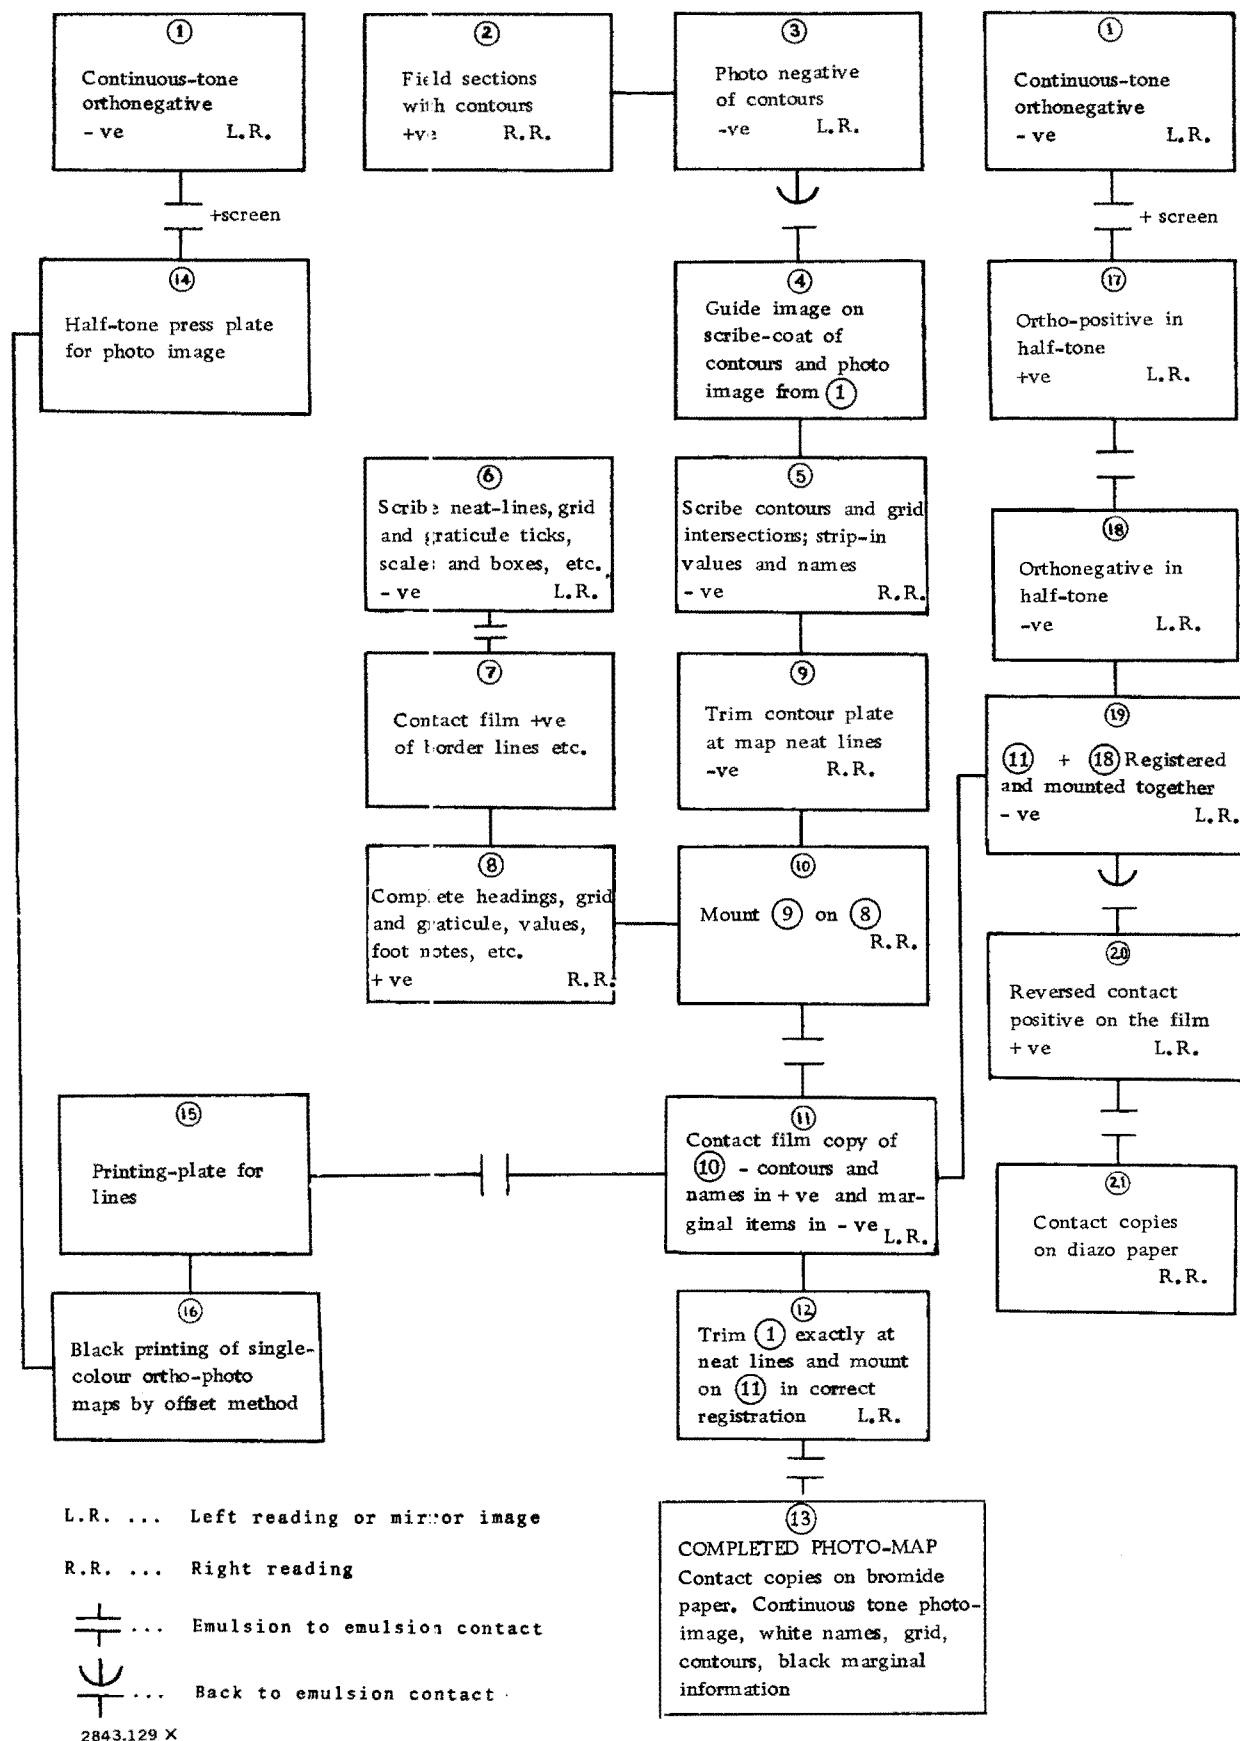 1
Continuous-tone
orthonegative
- ve L.R.
+screen
2
Field sections
with contours
+ve R.R.
3
Photo negative
of contours
-ve L.R.
1
Continuous-tone
orthonegative
- ve L.R.
+ screen
14
Half-tone press plate
for photo image
4
Guide image on
scribe-coat of
contours and photo
image from 1
17
Ortho-positive in
half-tone
+ve L.R.
6
Scribe neat-lines, grid
and graticule ticks,
scales and boxes, etc.
- ve L.R.
5
Scribe contours and grid
intersections; strip-in
values and names
- ve R.R.
18
Orthonegative in
half-tone
-ve L.R.
7
Contact film +ve
of border lines etc.
9
Trim contour plate
at map neat lines
-ve R.R.
19
11 + 18 Registered
and mounted together
- ve L.R.
8
Complete headings, grid
and graticule, values,
foot notes, etc.
+ ve R.R.
10
Mount 9 on 8
R.R.
20
Reversed contact
positive on the film
+ ve L.R.
15
Printing-plate for
lines
11
Contact film copy of
10 - contours and
names in + ve and mar-
ginal items in - ve L.R.
21
Contact copies
on diazo paper
R.R.
16
Black printing of single-
colour ortho-photo
maps by offset method
12
Trim 1 exactly at
neat lines and mount
on 11 in correct
registration L.R.
13
COMPLETED PHOTO-MAP
Contact copies on bromide
paper. Continuous tone photo-
image, white names, grid,
contours, black marginal
information
L.R. ... Left reading or mirror image
R.R. ... Right reading
... Emulsion to emulsion contact
... Back to emulsion contact
2843.129 X